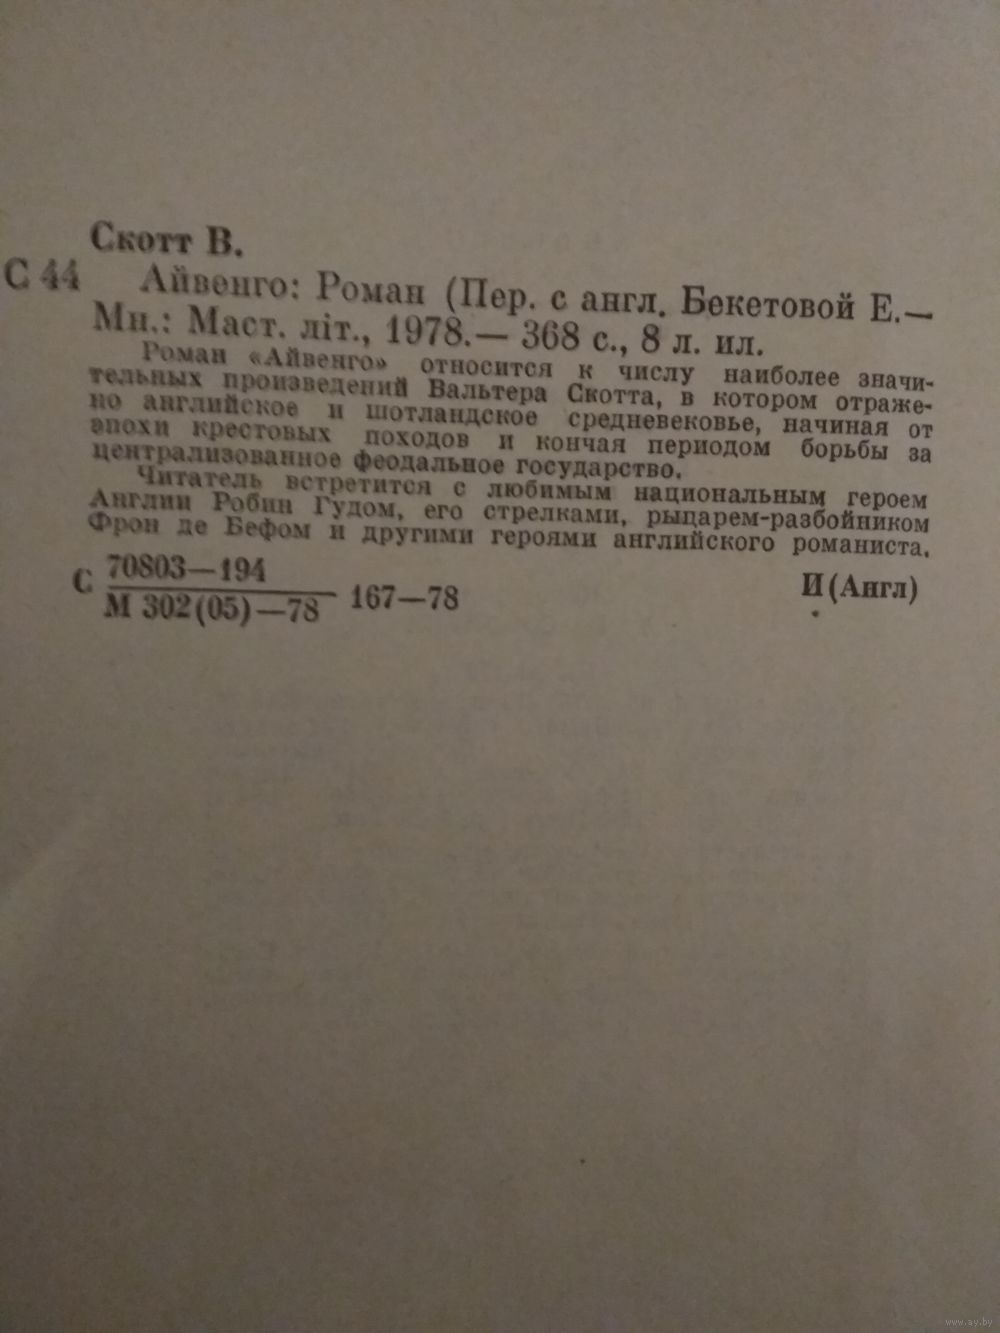 Скотт В.
С 44 Айвенго: Роман (Пер. с англ. Бекетовой Е.—
Мн.: Маст. літ., 1978.— 368 с., 8 л. ил.
Роман «Айвенго» относится к числу наиболее значи-
тельных произведений Вальтера Скотта, в котором отраже-
но английское и шотландское средневековье, начиная от
эпохи крестовых походов и кончая периодом борьбы за
централизованное феодальное государство.
Читатель встретится с любимым национальным героем
Англии Робин Гудом, его стрелками, рыцарем-разбойником
Фрон де Бефом и другими героями английского романиста.
70803—194
С М 302(05)—78 167—78 И(Англ)
www.ay.by